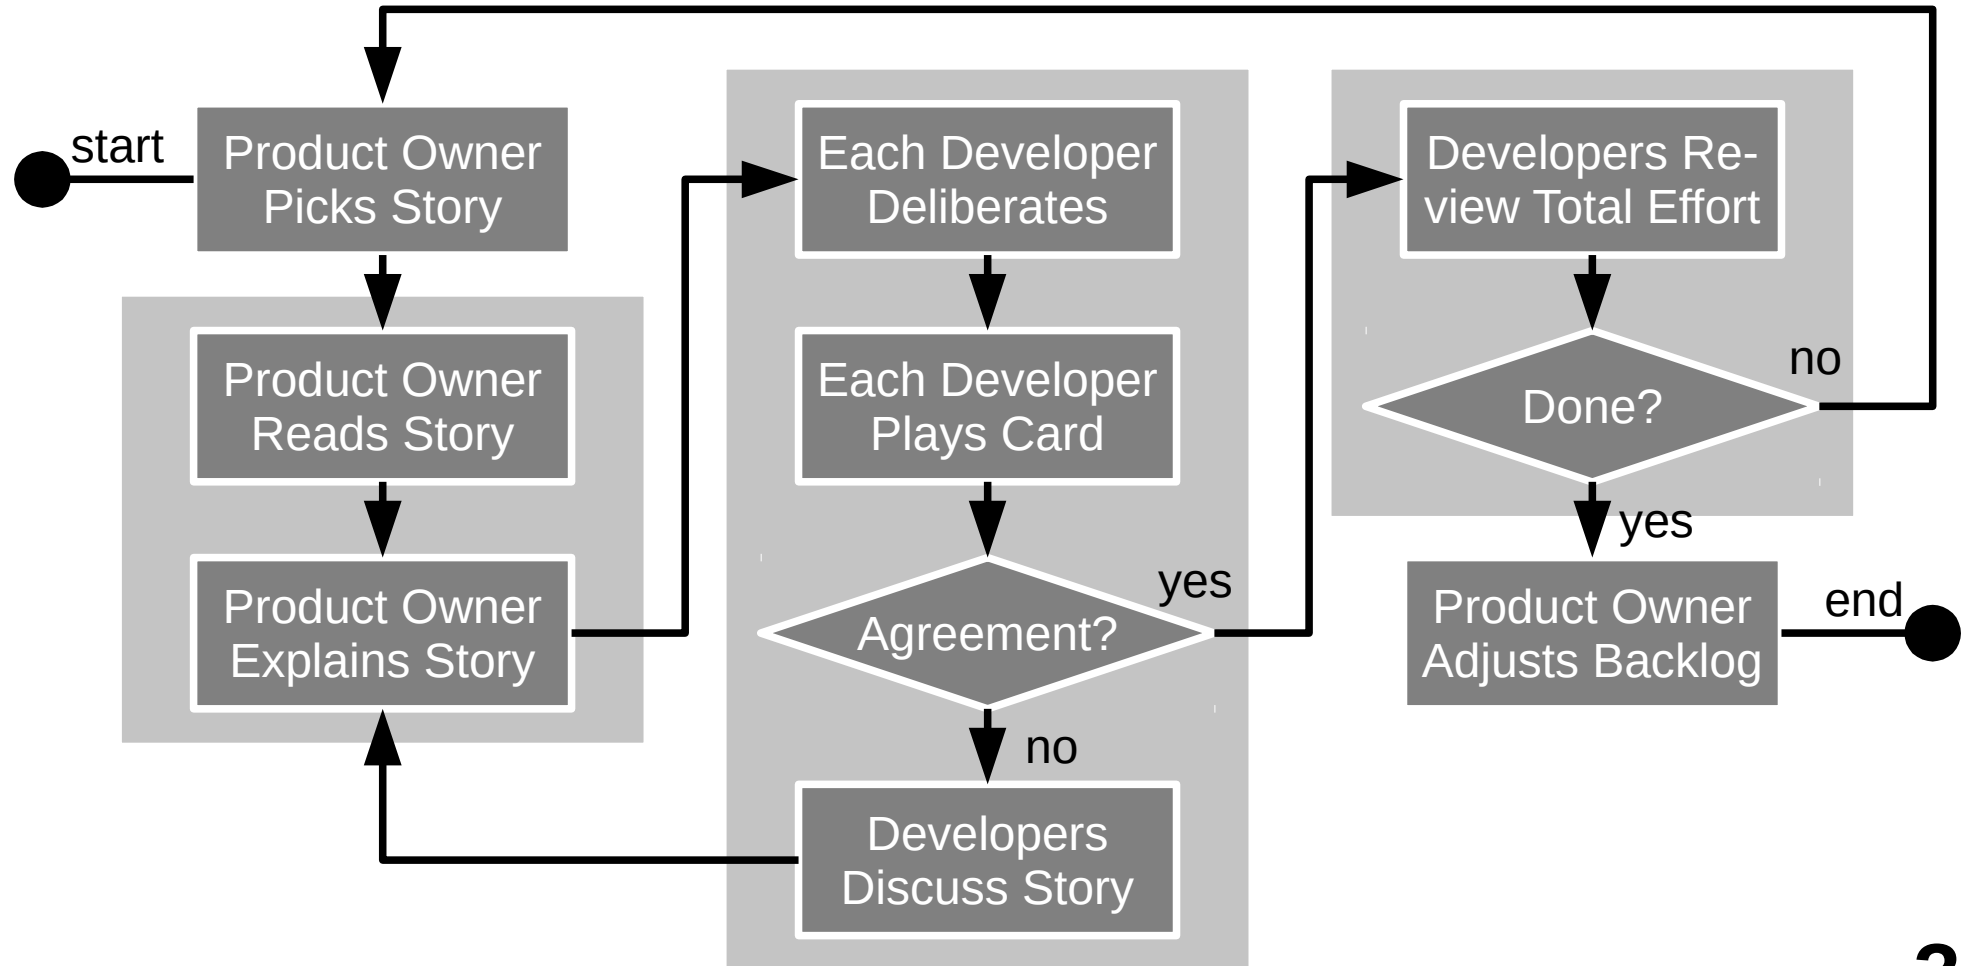 start
Product Owner
Picks Story
Product Owner
Reads Story
Product Owner
Explains Story
Each Developer
Deliberates
Each Developer
Plays Card
Agreement?
yes
no
Developers
Discuss Story
Developers Re-
view Total Effort
Done?
no
yes
Product Owner
Adjusts Backlog
end